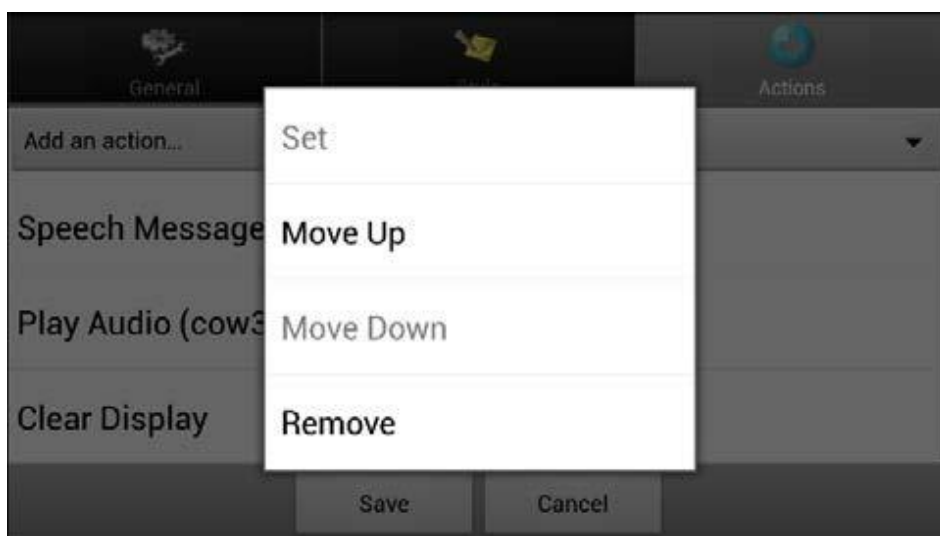 General
Actions
Add an action...
Set
Speech Message
Move Up
Play Audio (cow3
Move Down
Clear Display
Remove
Save
Cancel